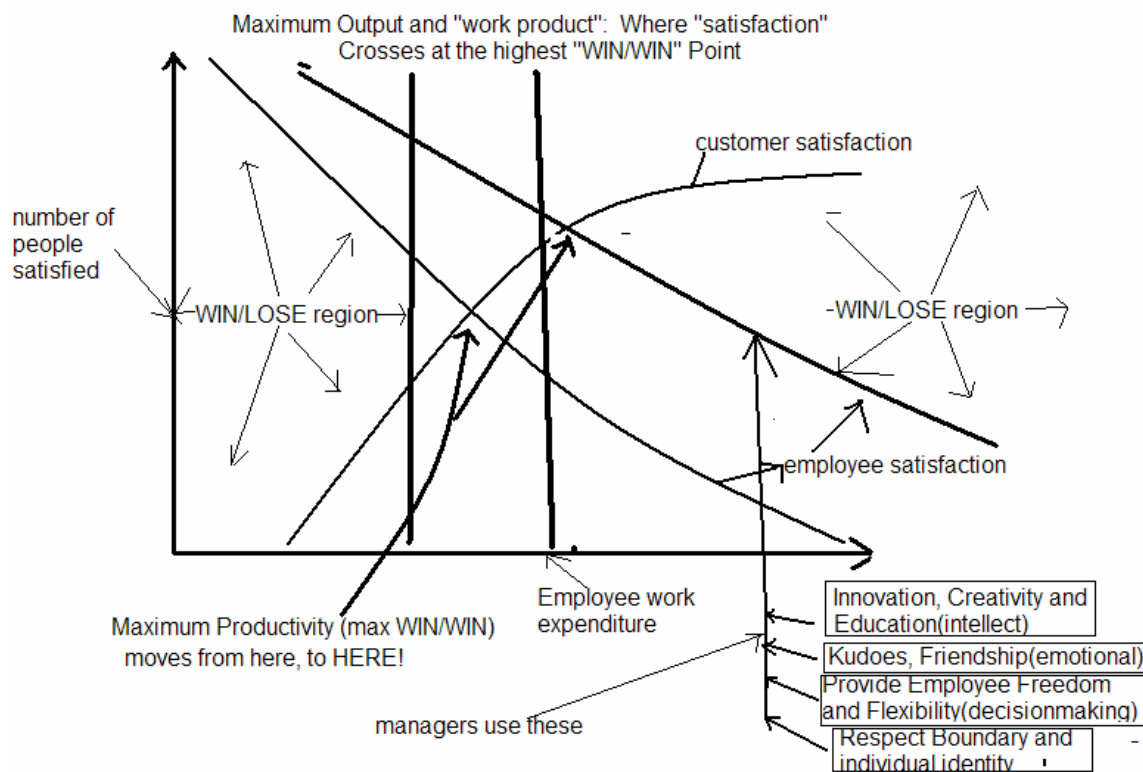 Maximum Output and "work product":  Where "satisfaction"
Crosses at the highest "WIN/WIN" Point
customer satisfaction
number of
people
satisfied
WIN/LOSE region
WIN/LOSE region
employee satisfaction
Employee work
expenditure
Maximum Productivity (max WIN/WIN)
moves from here, to HERE!
Innovation, Creativity and
Education(intellect)
Kudoes, Friendship(emotional)
Provide Employee Freedom
and Flexibility(decisionmaking)
managers use these
Respect Boundary and
individual identity